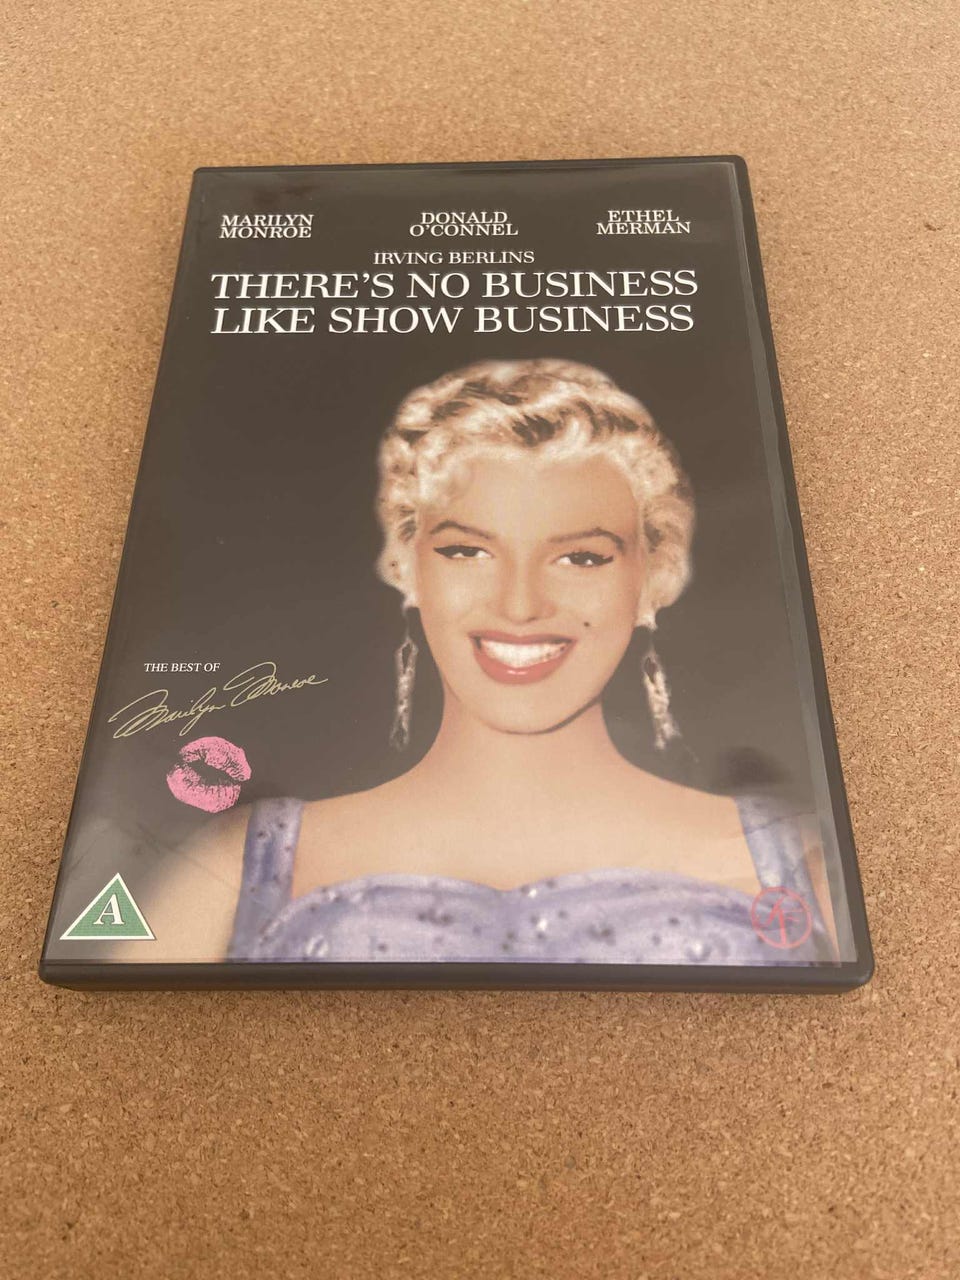 MARILYN
MONROE
DONALD
O'CONNEL
ETHEL
MERMAN
IRVING BERLINS
THERE'S NO BUSINESS
LIKE SHOW BUSINESS
THE BEST OF
Marilyn Monroe
A